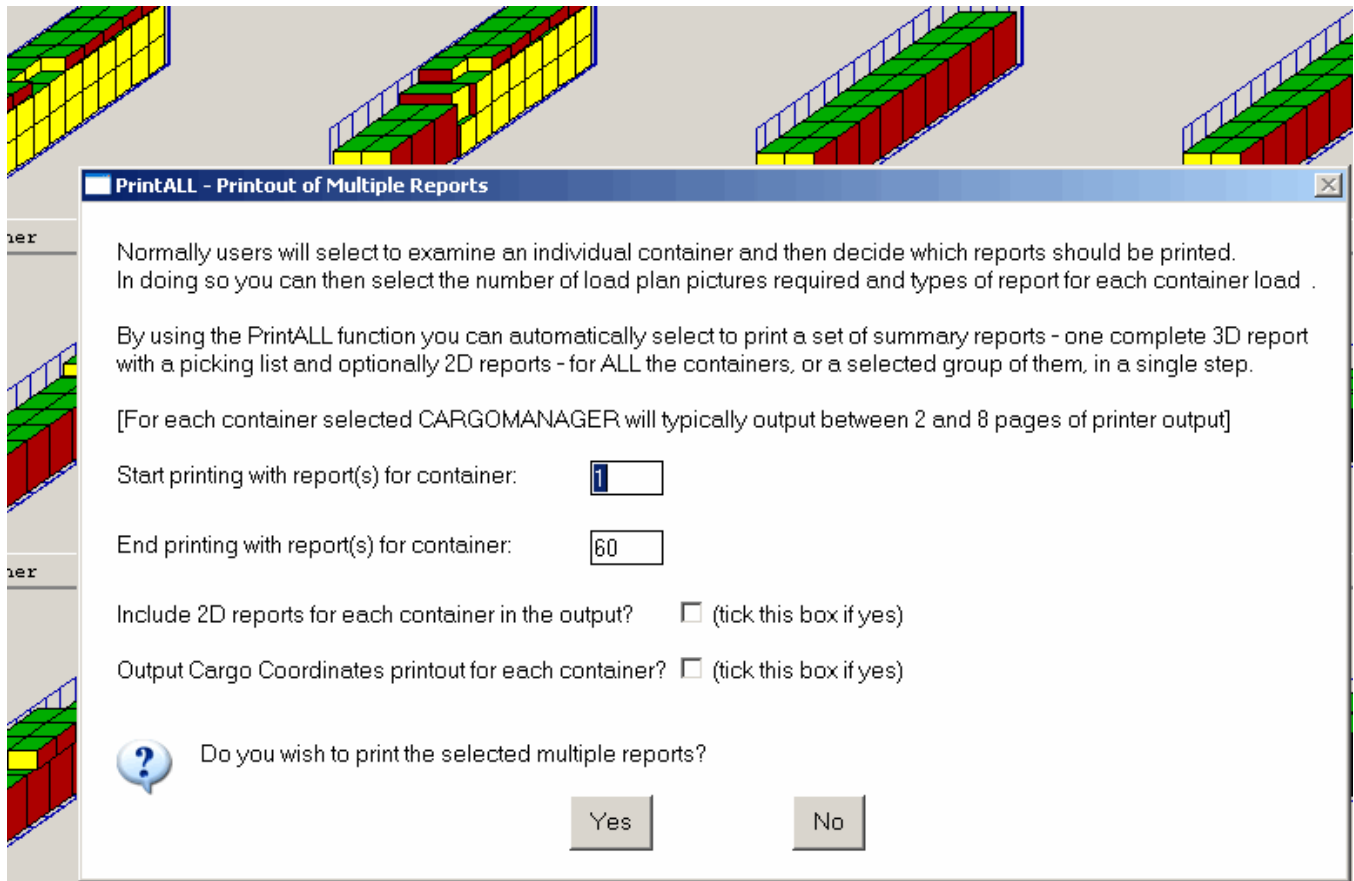 PrintALL - Printout of Multiple Reports
Normally users will select to examine an individual container and then decide which reports should be printed.
In doing so you can then select the number of load plan pictures required and types of report for each container load .
By using the PrintALL function you can automatically select to print a set of summary reports - one complete 3D report
with a picking list and optionally 2D reports - for ALL the containers, or a selected group of them, in a single step.
[For each container selected CARGOMANAGER will typically output between 2 and 8 pages of printer output]
Start printing with report(s) for container: 1
End printing with report(s) for container: 60
Include 2D reports for each container in the output? (tick this box if yes)
Output Cargo Coordinates printout for each container? (tick this box if yes)
Do you wish to print the selected multiple reports?
Yes No